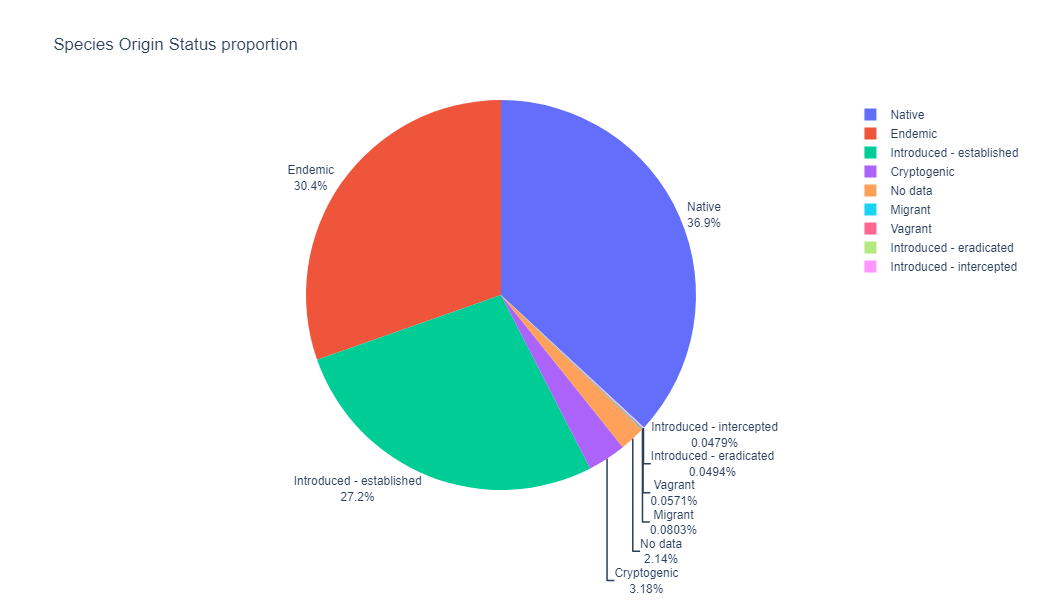 Species Origin Status proportion
Native
Endemic
Introduced - established
Cryptogenic
No data
Migrant
Vagrant
Introduced - eradicated
Introduced - intercepted
Endemic
30.4%
Native
36.9%
Introduced - intercepted
0.0479%
Introduced - eradicated
0.0494%
Vagrant
0.0571%
Migrant
0.0803%
No data
2.14%
Cryptogenic
3.18%
Introduced - established
27.2%